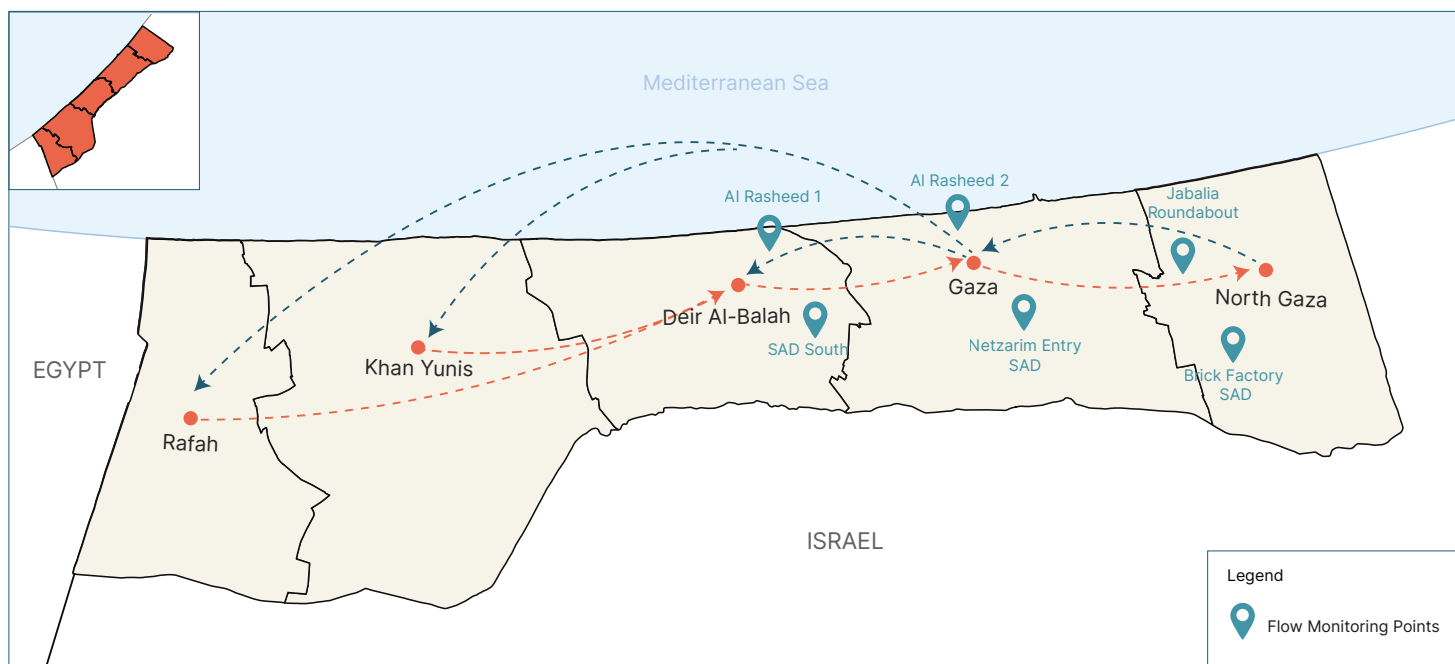 Mediterranean Sea
Al Rasheed 1
Al Rasheed 2
Jabalia
Roundabout
Gaza
North Gaza
Deir Al-Balah
SAD South
Netzarim Entry
SAD
Khan Yunis
Brick Factory
SAD
EGYPT
Rafah
ISRAEL
Legend
Flow Monitoring Points